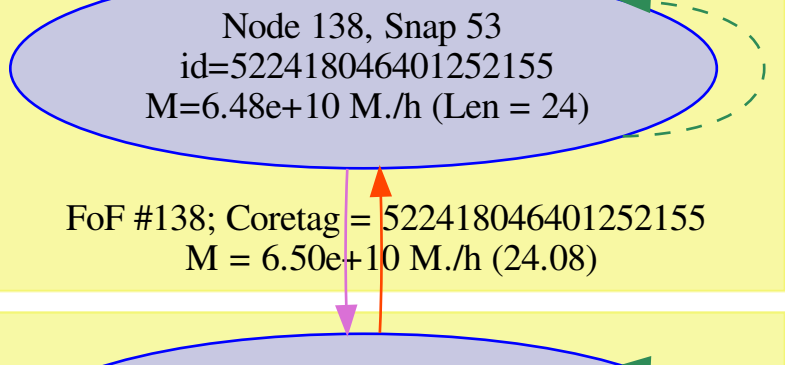 Node 138, Snap 53
id=522418046401252155
M=6.48e+10 M./h (Len = 24)
FoF #138; Coretag = 522418046401252155
M = 6.50e+10 M./h (24.08)